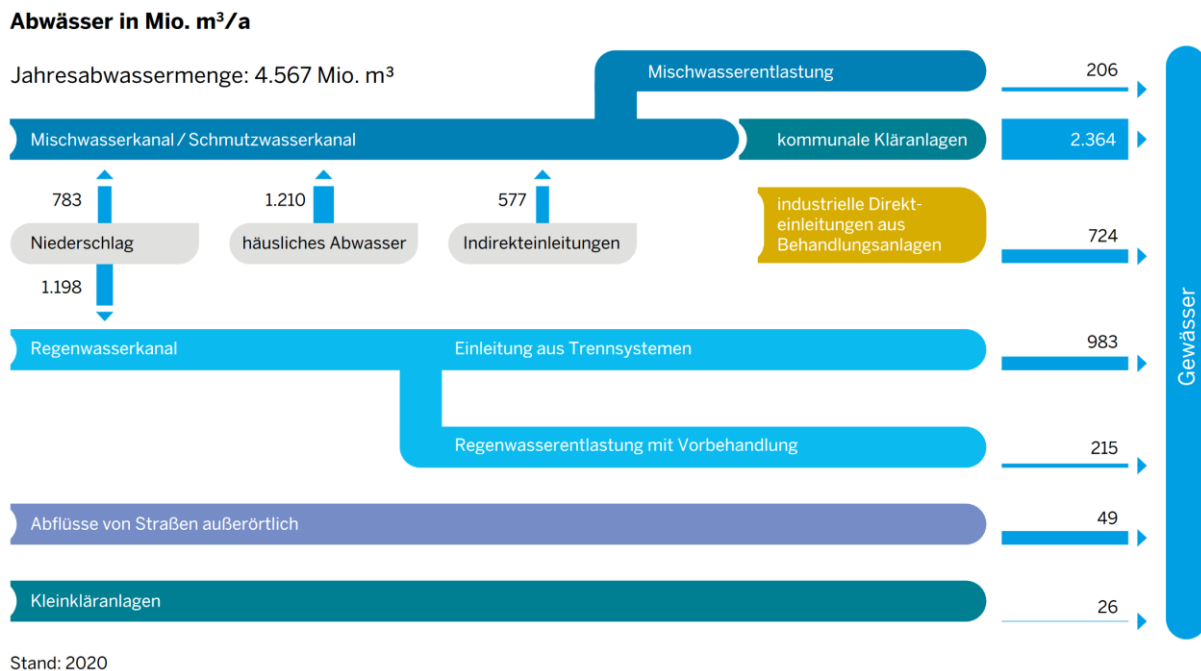 Abwässer in Mio. m³/a
Jahresabwassermenge: 4.567 Mio. m³
Mischwasserentlastung
206
Mischwasserkanal / Schmutzwasserkanal
kommunale Kläranlagen
2.364
783
1.210
577
Niederschlag
häusliches Abwasser
Indirekteinleitungen
industrielle Direkt-
einleitungen aus
Behandlungsanlagen
724
1.198
Regenwasserkanal
Einleitung aus Trennsystemen
983
Regenwasserentlastung mit Vorbehandlung
215
Abflüsse von Straßen außerörtlich
49
Kleinkläranlagen
26
Gewässer
Stand: 2020